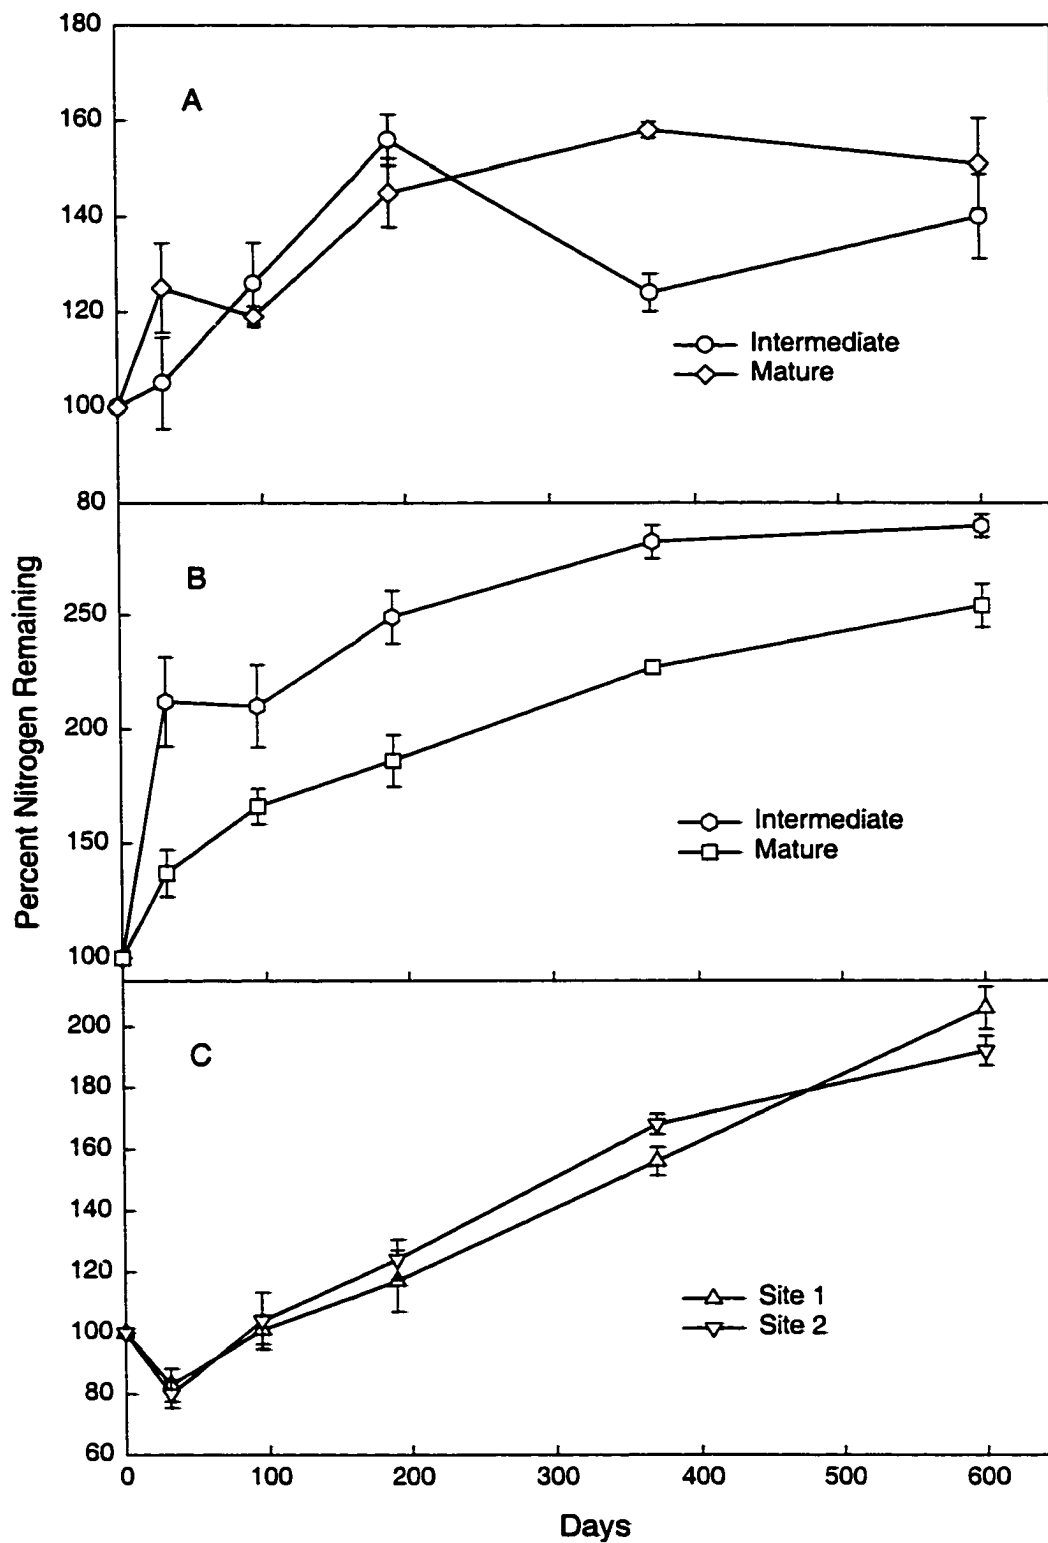 180
A
160
140
120
Intermediate
Mature
100
80
B
250
200
150
Intermediate
Mature
100
Percent Nitrogen Remaining
200
C
180
160
140
120
Site 1
Site 2
100
80
60
0 100 200 300 400 500 600
Days